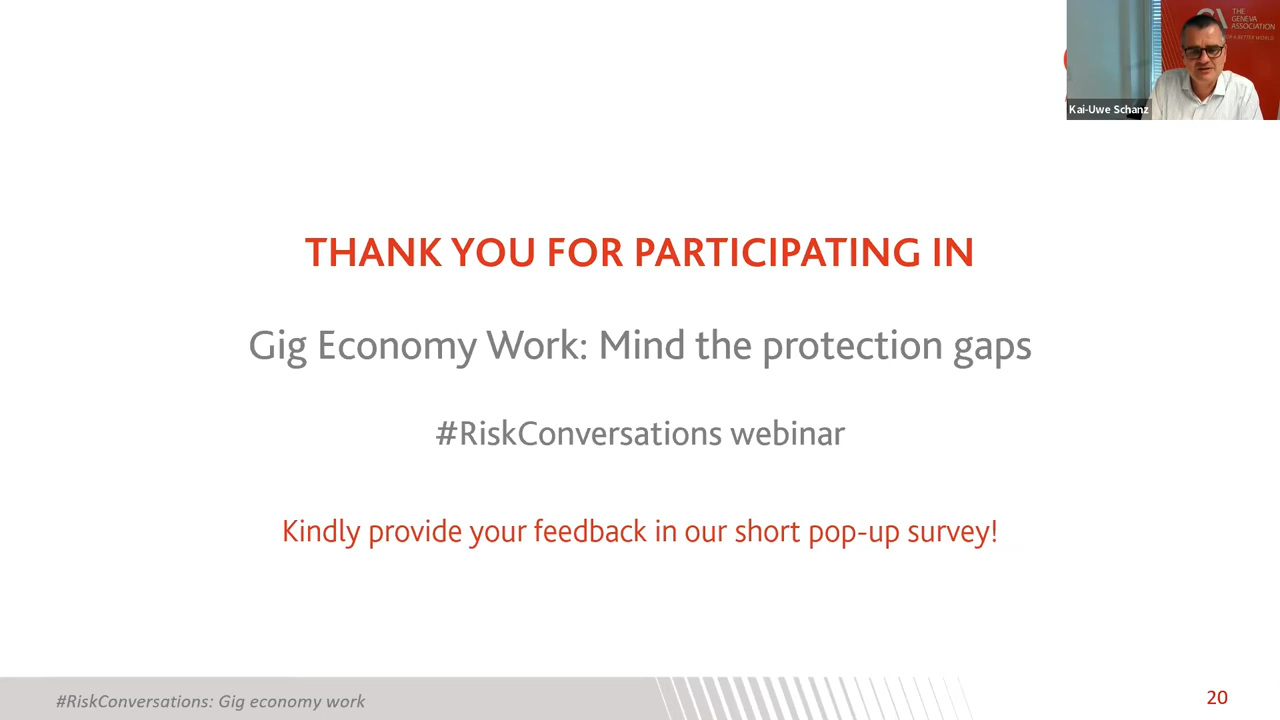 THE
GENEVA
ASSOCIATION
Kai-Uwe Schanz
THANK YOU FOR PARTICIPATING IN
Gig Economy Work: Mind the protection gaps
#RiskConversations webinar
Kindly provide your feedback in our short pop-up survey!
#RiskConversations: Gig economy work
20